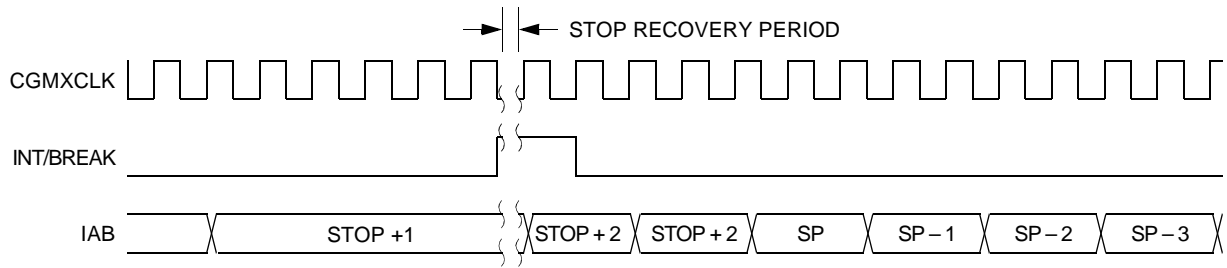 STOP RECOVERY PERIOD
CGMXCLK
INT/BREAK
IAB STOP +1 STOP + 2 STOP + 2 SP SP – 1 SP – 2 SP – 3